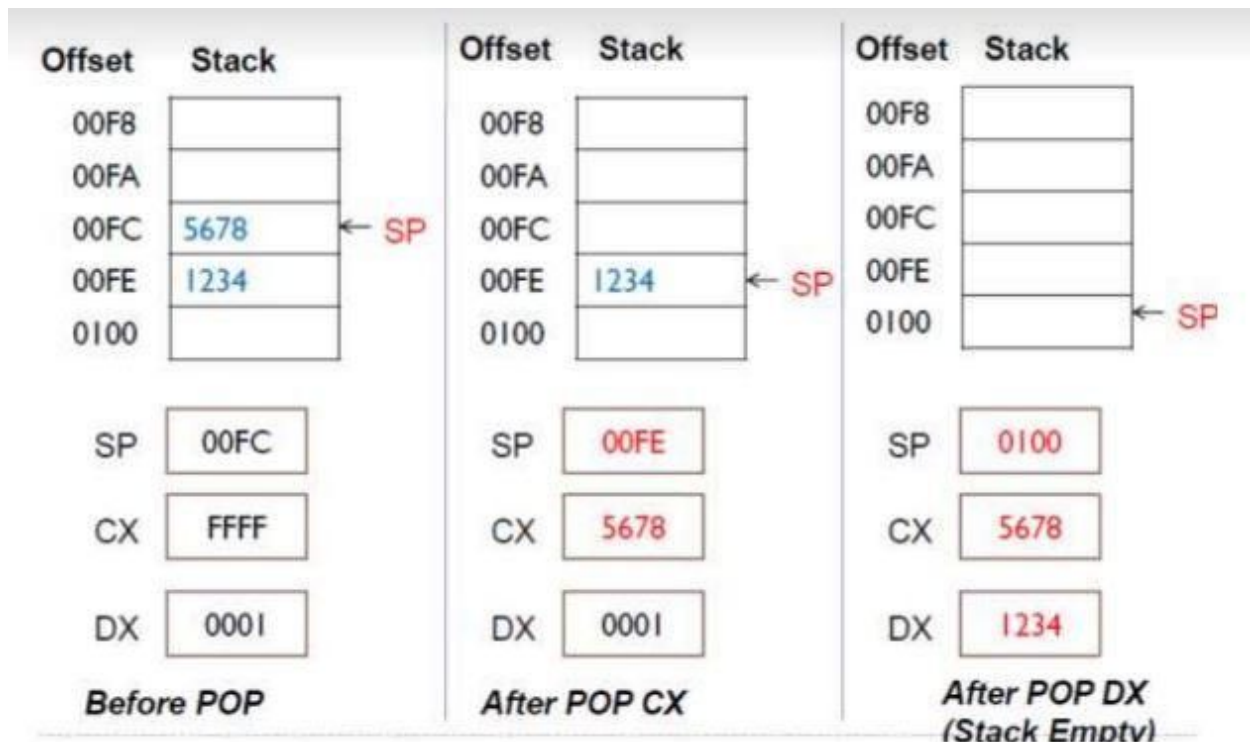 Offset Stack
00F8
00FA
00FC 5678 ← SP
00FE 1234
0100
SP 00FC
CX FFFF
DX 0001
Before POP
Offset Stack
00F8
00FA
00FC
00FE 1234 ← SP
0100
SP 00FE
CX 5678
DX 0001
After POP CX
Offset Stack
00F8
00FA
00FC
00FE
0100 ← SP
SP 0100
CX 5678
DX 1234
After POP DX
(Stack Empty)